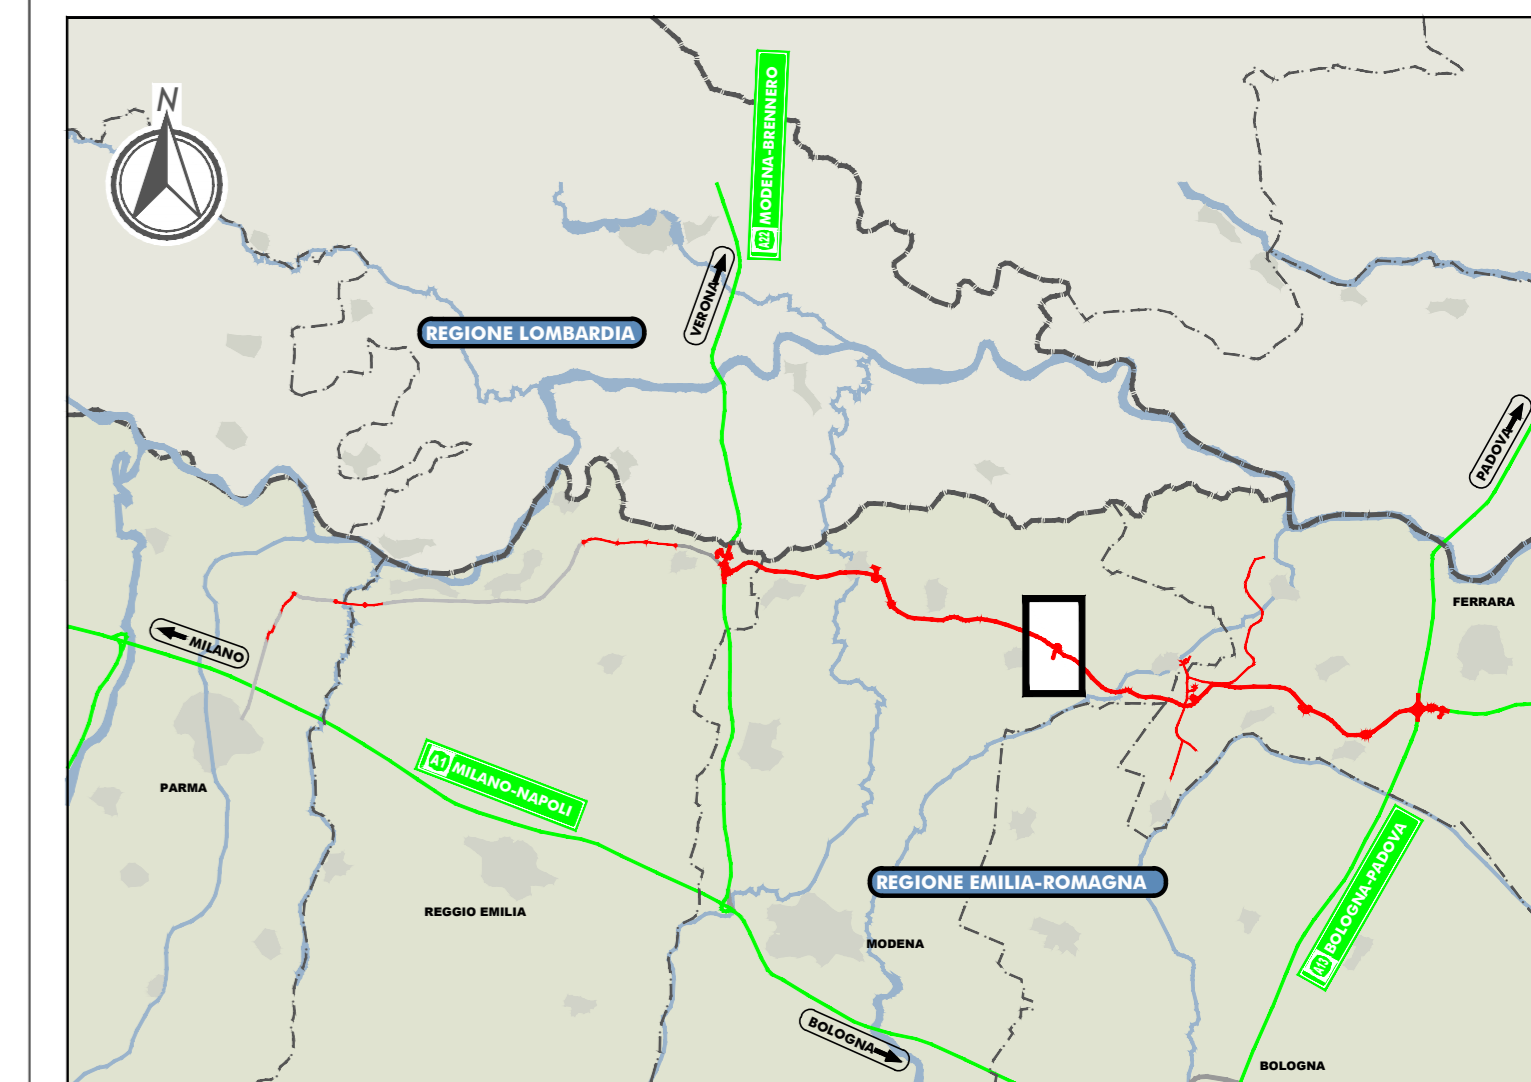 N
A22 MODENA-BRENNERO
VERONA
REGIONE LOMBARDIA
PADOVA
FERRARA
MILANO
PARMA
A1 MILANO-NAPOLI
REGGIO EMILIA
REGIONE EMILIA-ROMAGNA
A13 BOLOGNA-PADOVA
MODENA
BOLOGNA
BOLOGNA